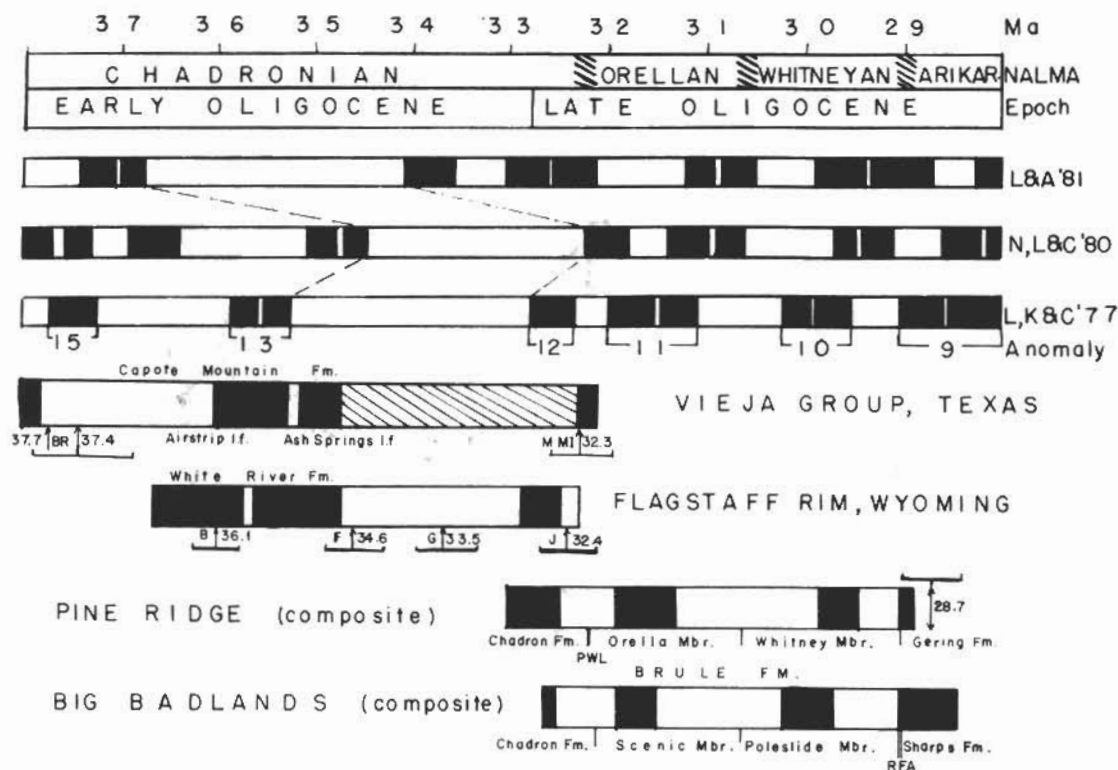 37 36 35 34 33 32 31 30 29 Ma
CHADRONIAN ORELLAN WHITNEYAN ARIKAR. NALMA
EARLY OLIGOCENE LATE OLIGOCENE Epoch
L&A'81
N,L&C'80
L,K&C'77
15 13 12 11 10 9 Anomaly
Capote Mountain Fm.
VIEJA GROUP, TEXAS
37.7 BR 37.4 Airstrip l.f. Ash Springs l.f M MI 32.3
White River Fm.
FLAGSTAFF RIM, WYOMING
B 36.1 F 34.6 G 33.5 J 32.4
PINE RIDGE (composite)
28.7
Chadron Fm. Orella Mbr. Whitney Mbr. Gering Fm.
PWL
BRULE FM.
BIG BADLANDS (composite)
Chadron Fm. Scenic Mbr. Poleslide Mbr. Sharps Fm.
RFA